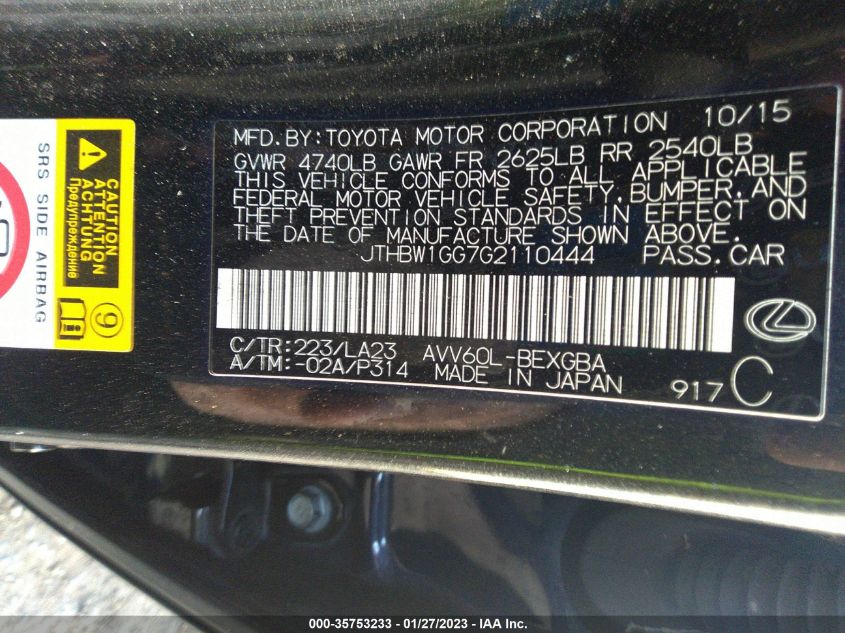 MFD.BY:TOYOTA MOTOR CORPORATION 10/15
GVWR 4740LB GAWR FR 2625LB RR 2540LB
THIS VEHICLE CONFORMS TO ALL APPLICABLE
FEDERAL MOTOR VEHICLE SAFETY,BUMPER,AND
THEFT PREVENTION STANDARDS IN EFFECT ON
THE DATE OF MANUFACTURE SHOWN ABOVE.
JTHBW1GG7G2110444 PASS.CAR
C/TR:223/LA23 AVV60L-BEXGBA
A/TM:-02A/P314 MADE IN JAPAN
917 C
SRS SIDE AIRBAG
CAUTION
ATTENTION
ACHTUNG
Предупреждение
9
000-35753233 - 01/27/2023 - IAA Inc.